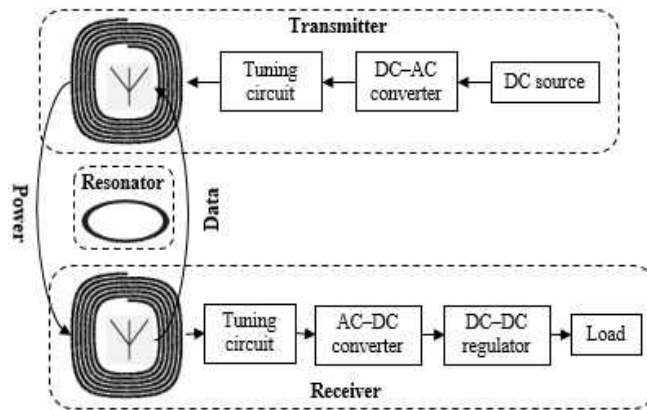 Transmitter
Tuning
circuit
DC–AC
converter
DC source
Power
Resonator
Data
Tuning
circuit
AC–DC
converter
DC–DC
regulator
Load
Receiver